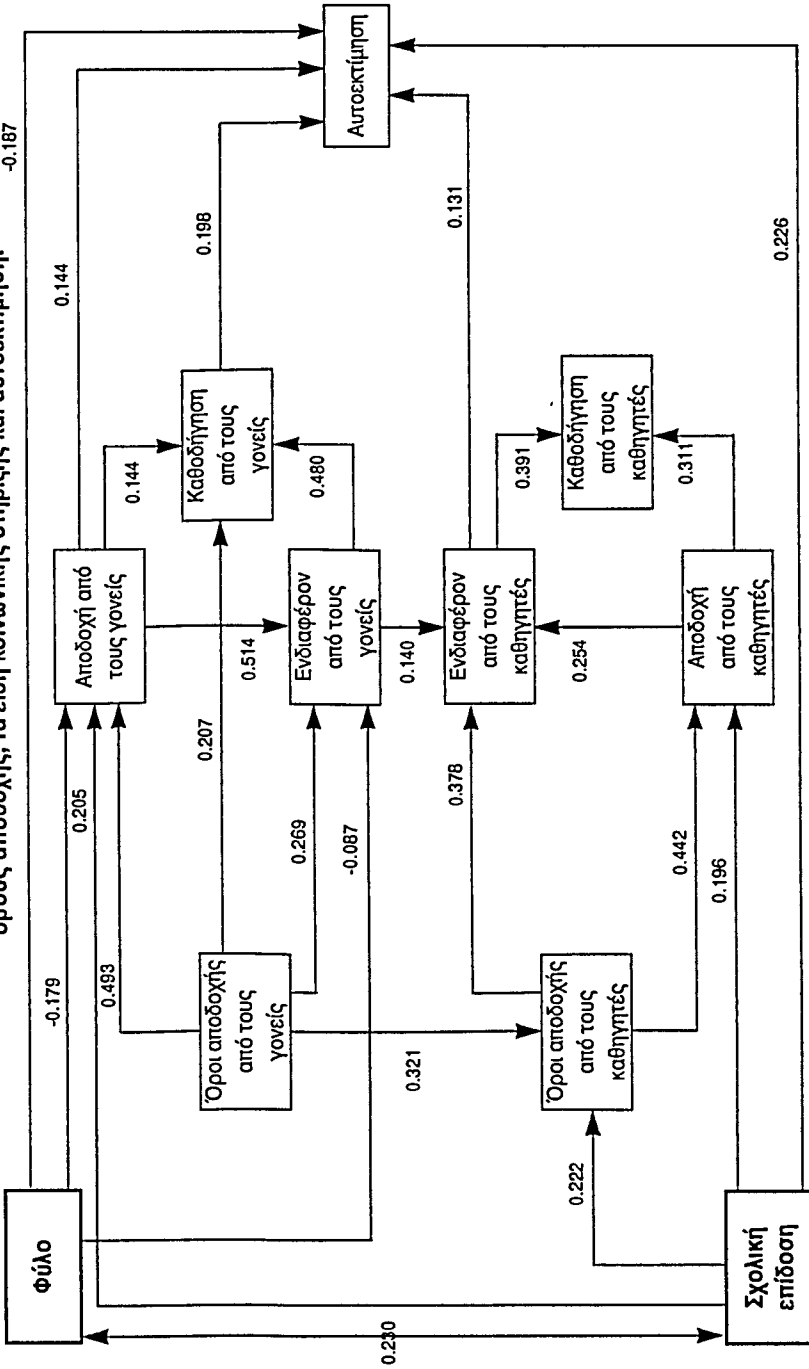 -0.187
Φύλο
-0.179
0.205
0.493
0.144
Αποδοχή από
τους γονείς
0.144
0.198
Αυτοεκτίμηση
Καθοδήγηση
από τους
γονείς
0.480
0.514
0.207
Όροι αποδοχής
από τους
γονείς
0.269
-0.087
Ενδιαφέρον
από τους
γονείς
0.140
0.131
Ενδιαφέρον
από τους
καθηγητές
0.391
Καθοδήγηση
από τους
καθηγητές
0.311
0.254
0.378
0.321
Όροι αποδοχής
από τους
καθηγητές
0.442
Αποδοχή
από τους
καθηγητές
0.196
0.222
0.226
Σχολική
επίδοση
0.230